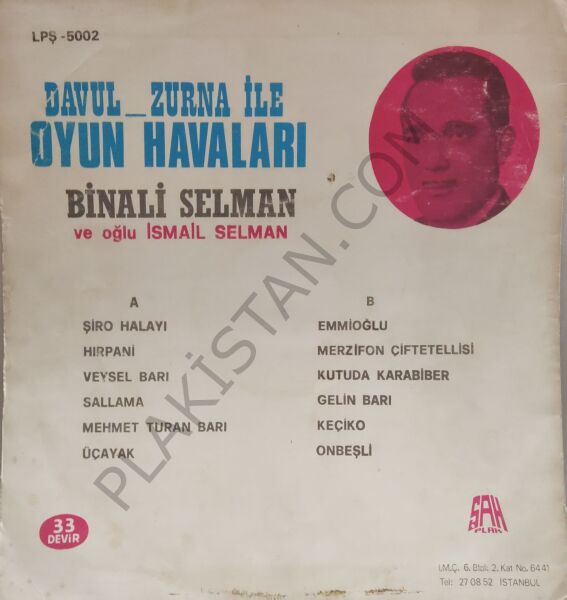 LPŞ -5002
DAVUL _ ZURNA İLE
OYUN HAVALARI
BİNALİ SELMAN
ve oğlu İSMAİL SELMAN
A
ŞİRO HALAYI
HIRPANİ
VEYSEL BARI
SALLAMA
MEHMET TURAN BARI
ÜÇAYAK
B
EMMİOĞLU
MERZİFON ÇİFTETELLİSİ
KUTUDA KARABİBER
GELİN BARI
KEÇİKO
ONBEŞLİ
33
DEVİR
ŞAH
PLAK
İ.M.Ç. 6. Blok. 2. Kat No. 6441
Tel: 27 08 52 İSTANBUL
PLAKİSTAN.COM